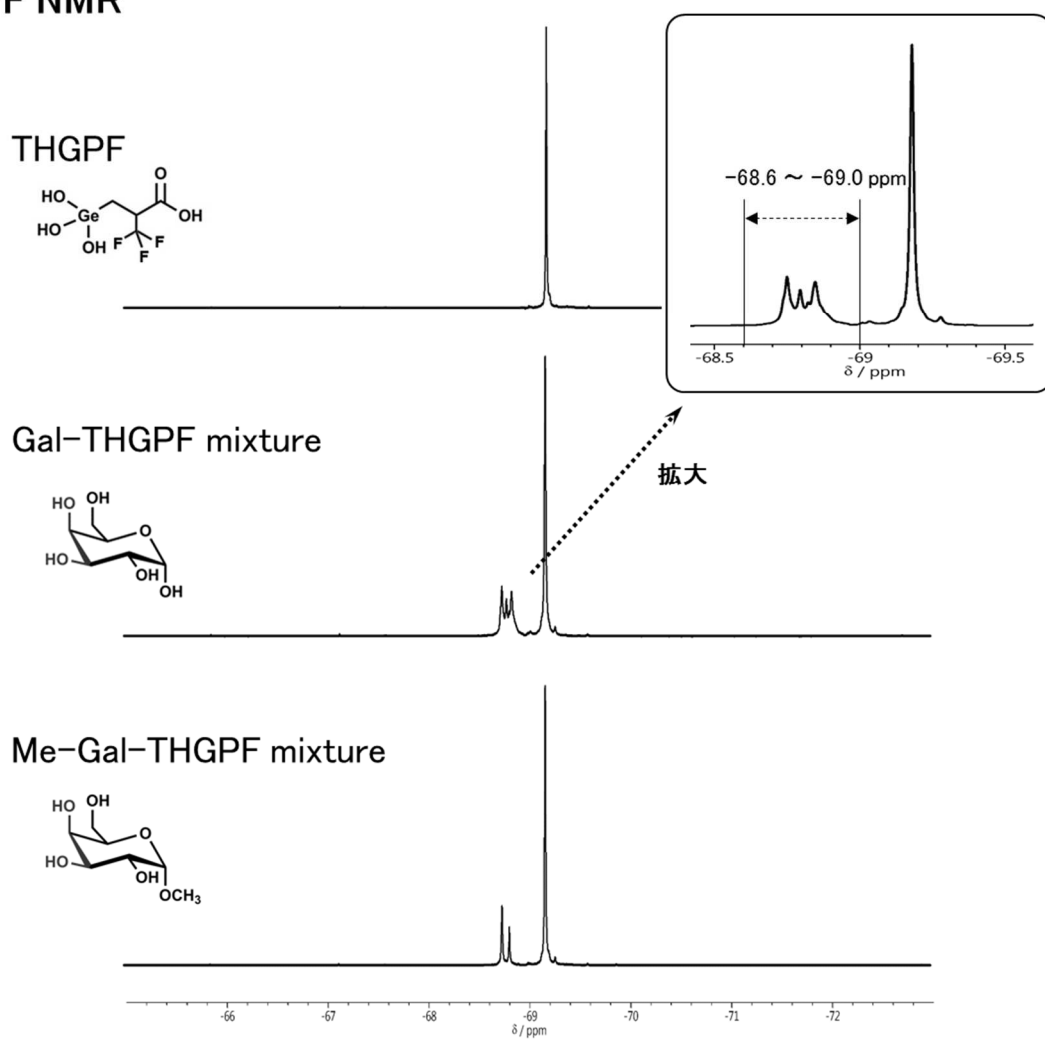 F NMR
THGPF
O
HO
Ge
OH
HO
OH
F
F
F
-68.6 ~ -69.0 ppm
-68.5
-69
-69.5
δ / ppm
Gal-THGPF mixture
拡大
HO
OH
O
HO
OH
OH
Me-Gal-THGPF mixture
HO
OH
O
HO
OH
OCH3
-66
-67
-68
-69
-70
-71
-72
δ / ppm